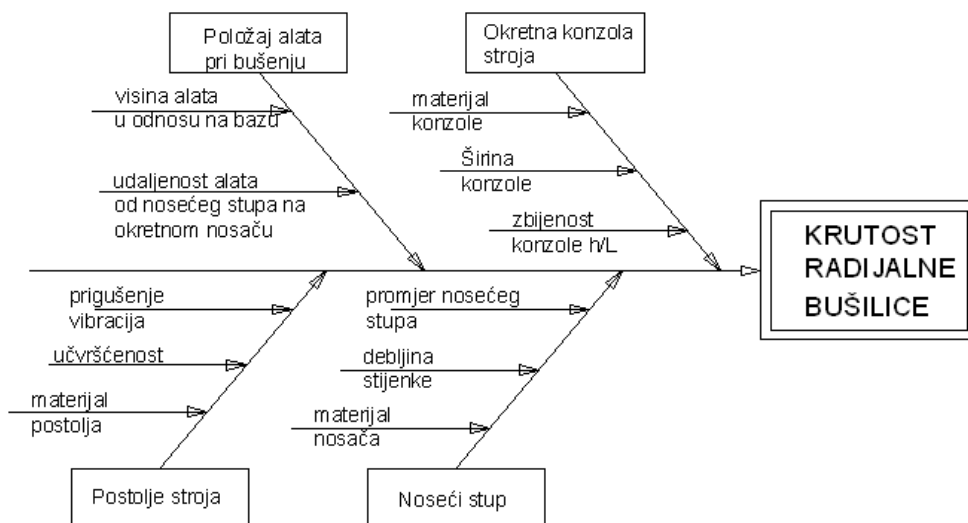 Položaj alata
pri bušenju
Okretna konzola
stroja
visina alata
u odnosu na bazu
materijal
konzole
udaljenost alata
od nosećeg stupa na
okretnom nosaču
Širina
konzole
zbijenost
konzole h/L
KRUTOST
RADIJALNE
BUŠILICE
prigušenje
vibracija
promjer nosećeg
stupa
učvršćenost
debljina
stijenke
materijal
postolja
materijal
nosača
Postolje stroja
Noseći stup